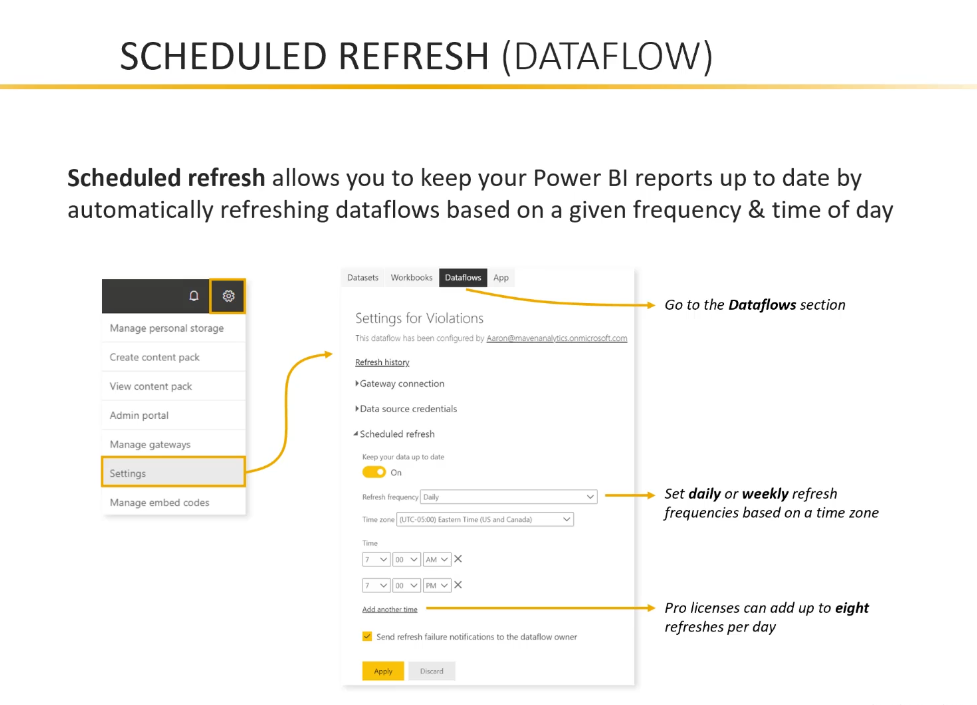 SCHEDULED REFRESH (DATAFLOW)
Scheduled refresh allows you to keep your Power BI reports up to date by
automatically refreshing dataflows based on a given frequency & time of day
Manage personal storage
Create content pack
View content pack
Admin portal
Manage gateways
Settings
Manage embed codes
Datasets Workbooks Dataflows App
Settings for Violations
This dataflow has been configured by Aaron@mavenanalytics.onmicrosoft.com
Refresh history
Gateway connection
Data source credentials
Scheduled refresh
Keep your data up to date
On
Refresh frequency Daily
Time zone (UTC-05:00) Eastern Time (US and Canada)
Time
7 00 AM
7 00 PM
Add another time
Send refresh failure notifications to the dataflow owner
Apply Discard
Go to the Dataflows section
Set daily or weekly refresh
frequencies based on a time zone
Pro licenses can add up to eight
refreshes per day